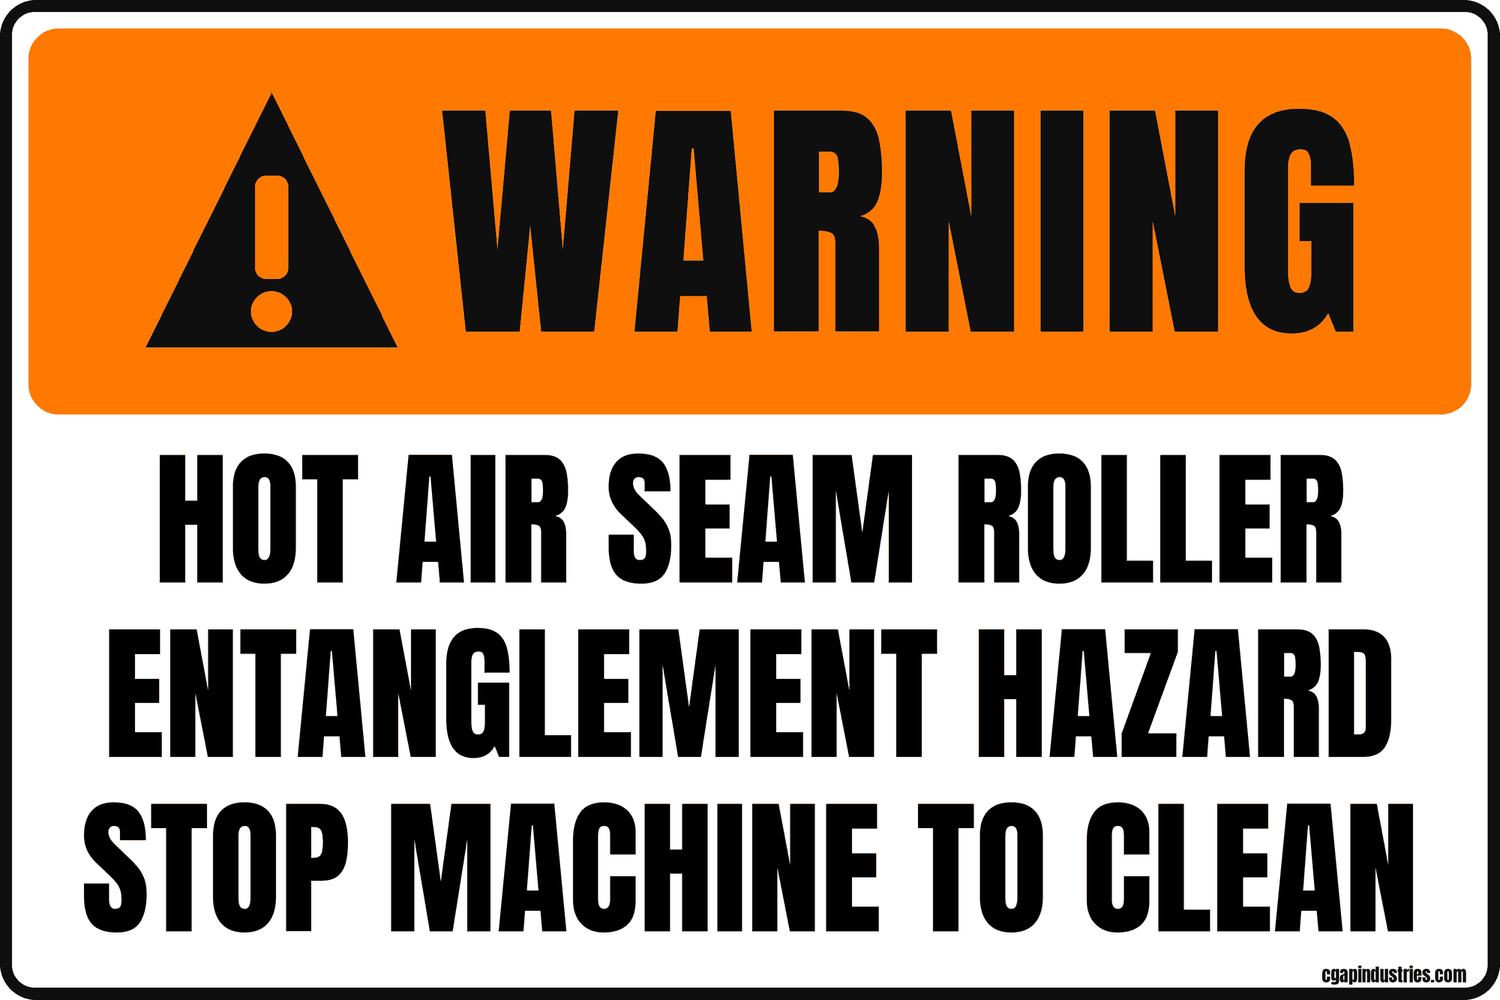 WARNING
HOT AIR SEAM ROLLER
ENTANGLEMENT HAZARD
STOP MACHINE TO CLEAN
cgapindustries.com